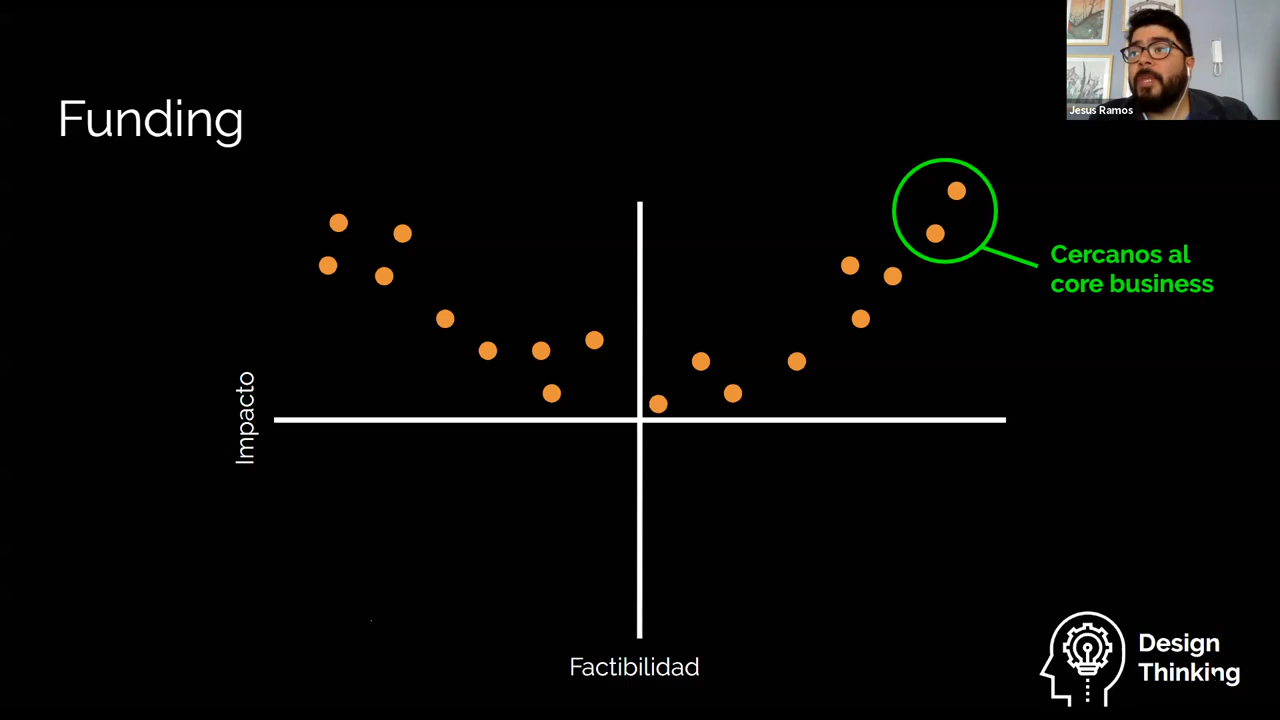 Jesus Ramos
Funding
Cercanos al
core business
Impacto
Factibilidad
Design
Thinking